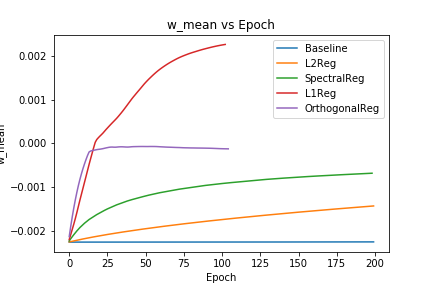 w_mean vs Epoch
0.002
0.001
0.000
−0.001
−0.002
w_mean
Baseline
L2Reg
SpectralReg
L1Reg
OrthogonalReg
0 25 50 75 100 125 150 175 200
Epoch